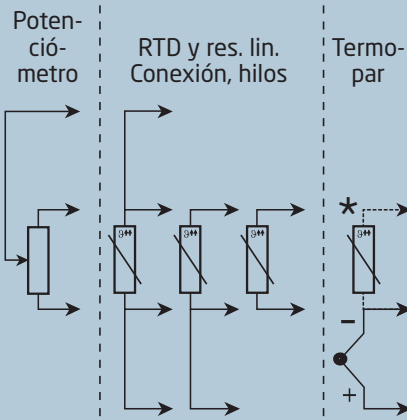 Poten-
ció-
metro
RTD y res. lin.
Conexión, hilos
Termo-
par
*
ϑ
ϑ
ϑ
ϑ
–
+